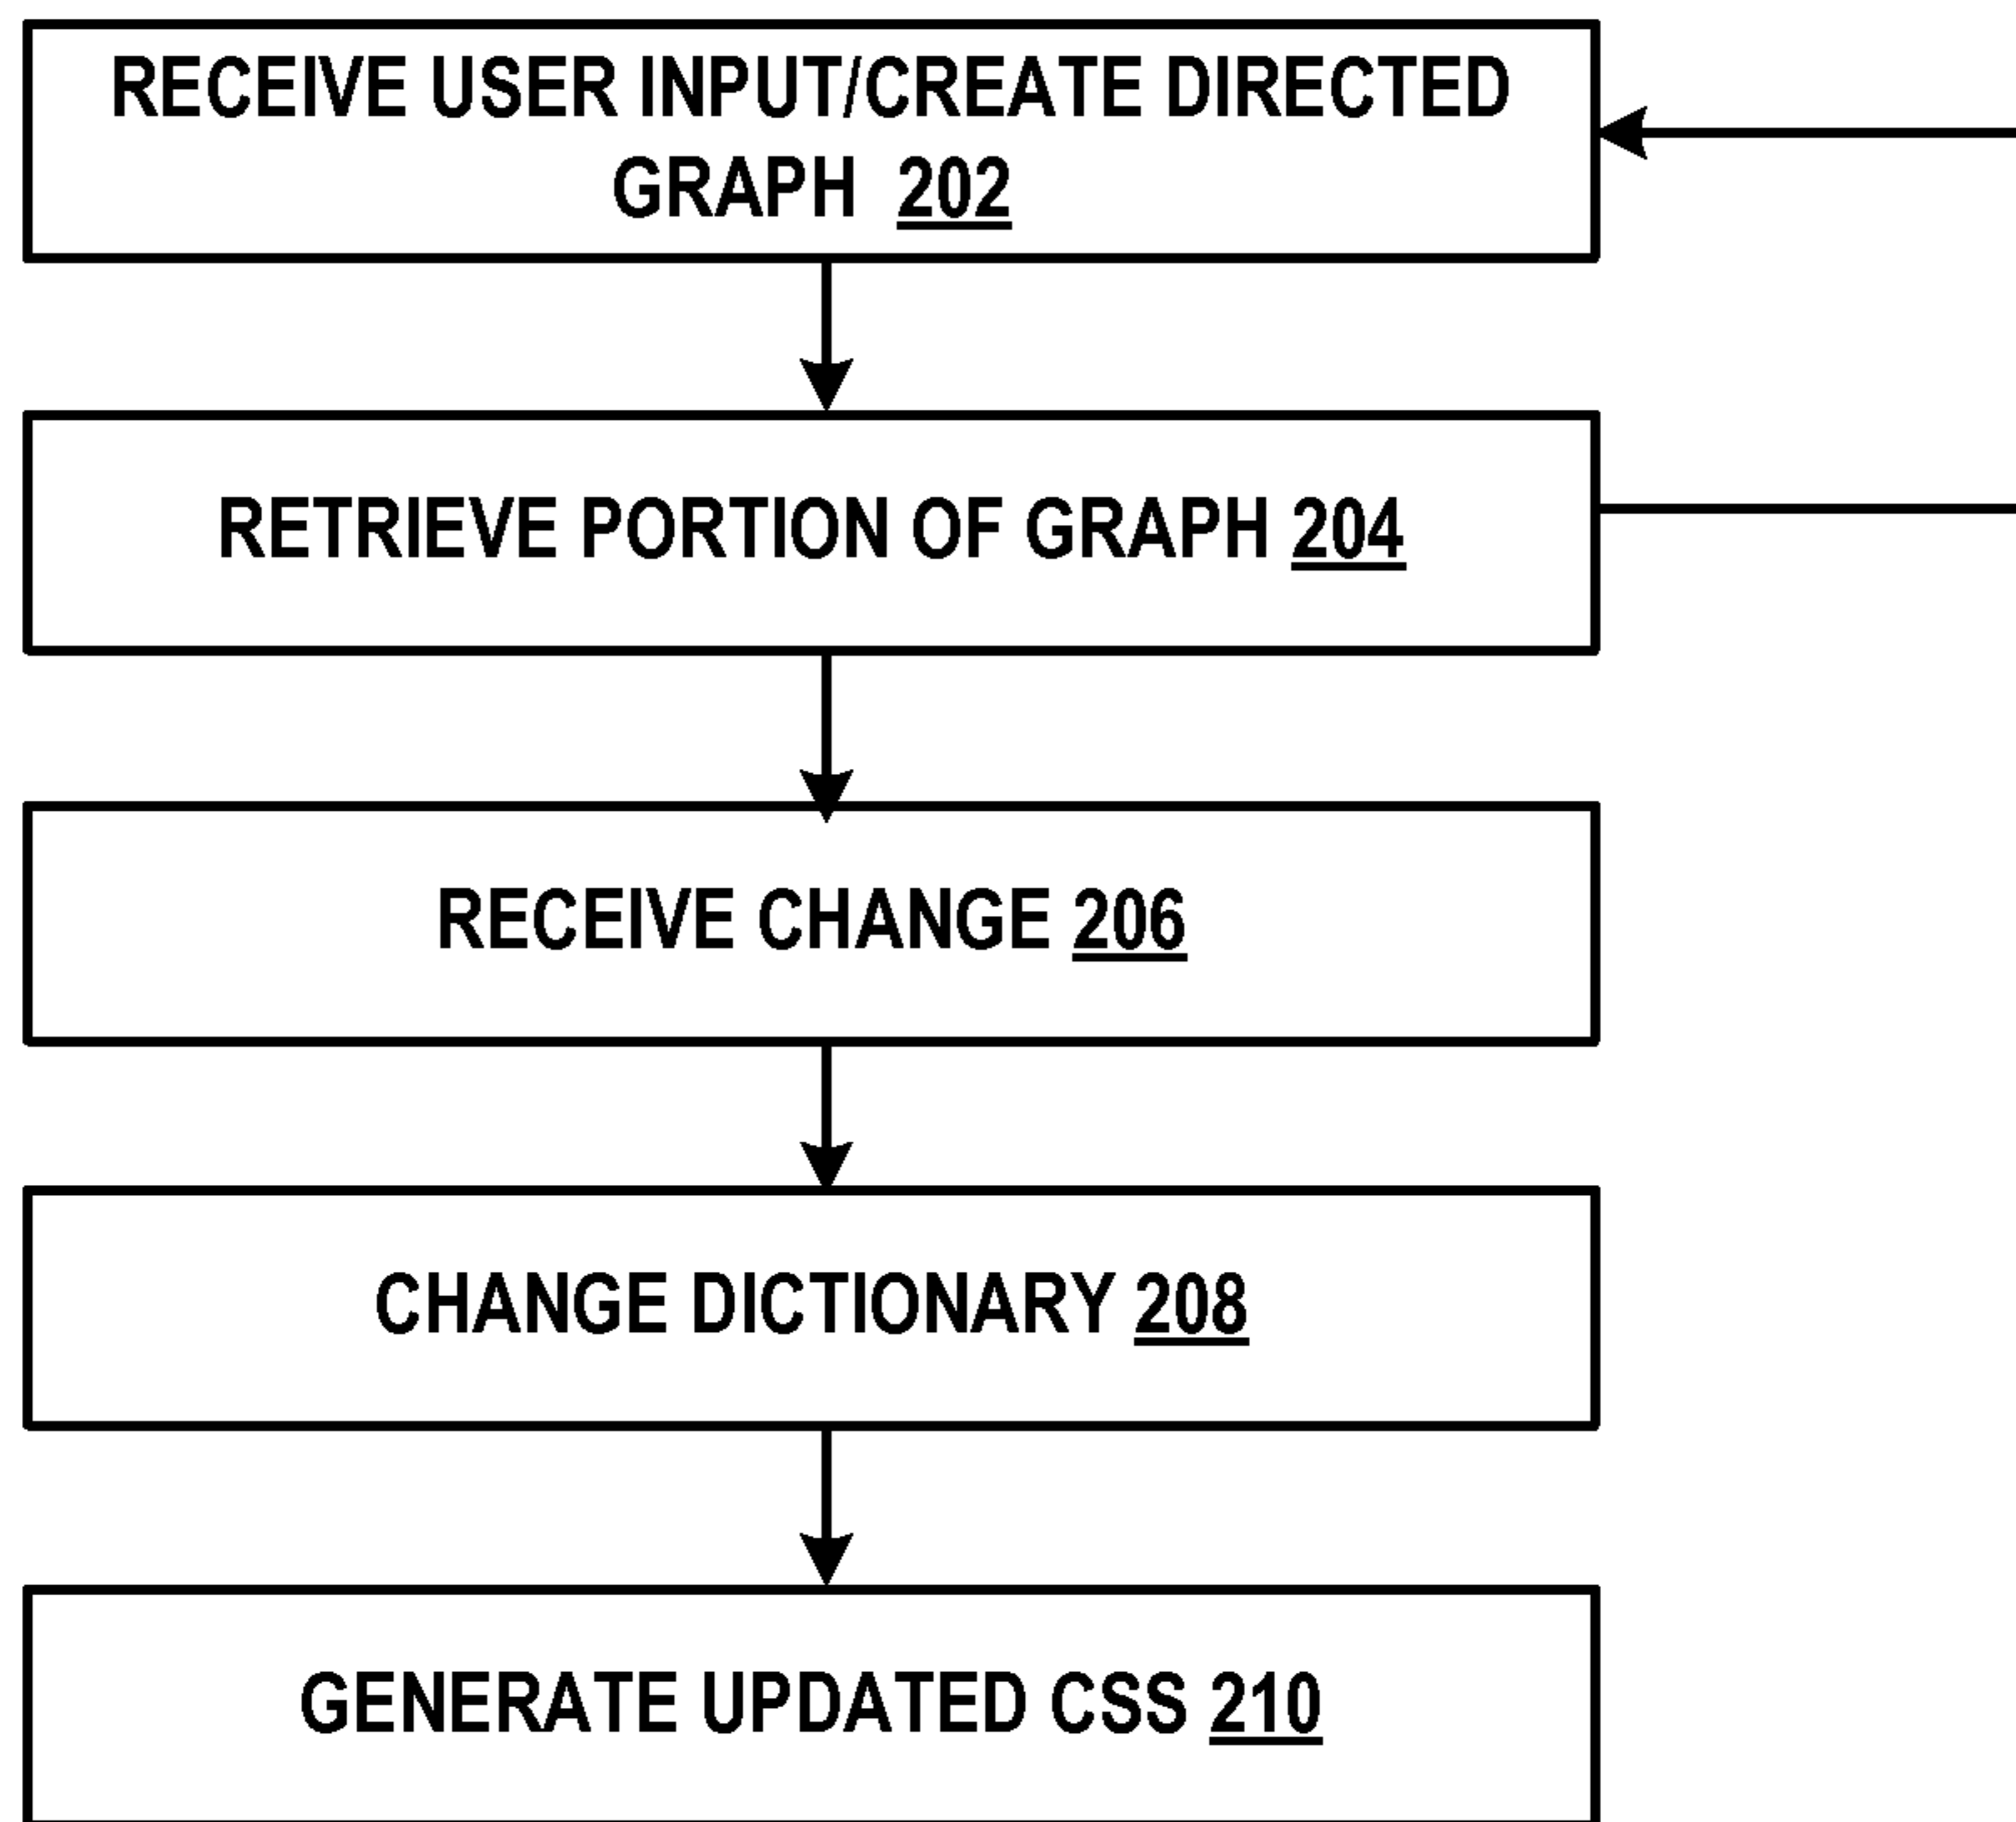 RECEIVE USER INPUT/CREATE DIRECTED
GRAPH 202
RETRIEVE PORTION OF GRAPH 204
RECEIVE CHANGE 206
CHANGE DICTIONARY 208
GENERATE UPDATED CSS 210